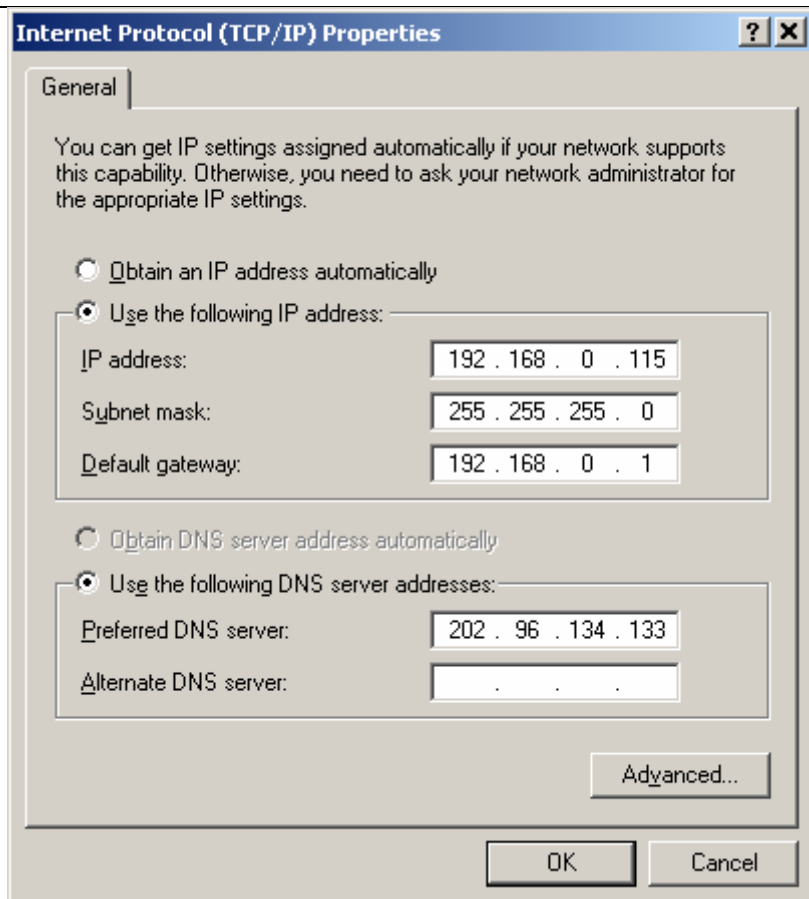 Internet Protocol (TCP/IP) Properties
General
You can get IP settings assigned automatically if your network supports
this capability. Otherwise, you need to ask your network administrator for
the appropriate IP settings.
Obtain an IP address automatically
Use the following IP address:
IP address: 192 . 168 . 0 . 115
Subnet mask: 255 . 255 . 255 . 0
Default gateway: 192 . 168 . 0 . 1
Obtain DNS server address automatically
Use the following DNS server addresses:
Preferred DNS server: 202 . 96 . 134 . 133
Alternate DNS server: . . .
Advanced...
OK Cancel